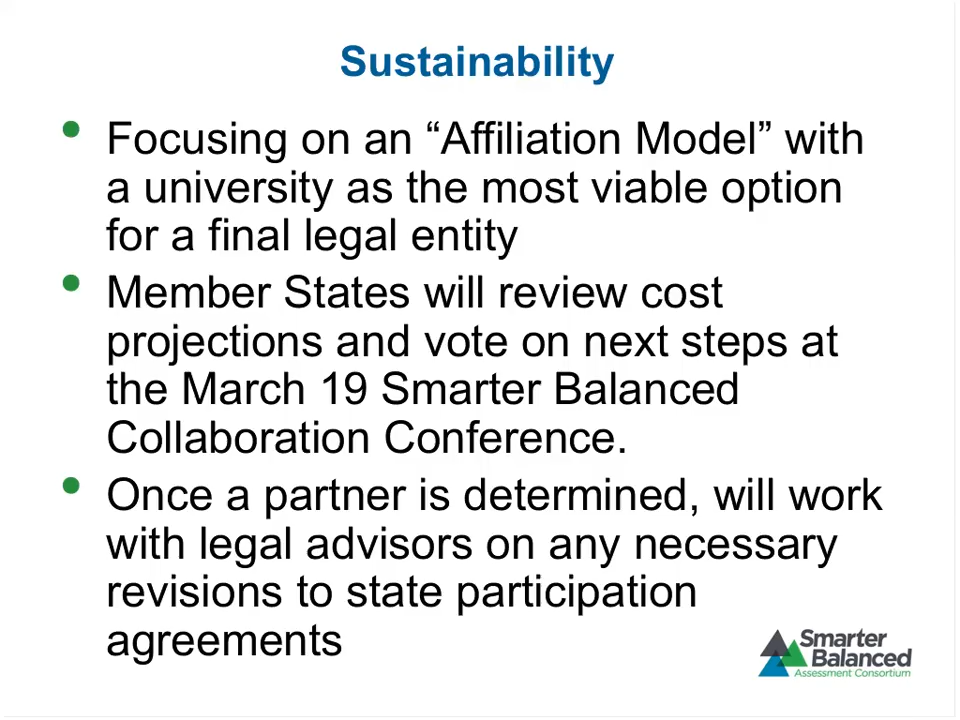 Sustainability
• Focusing on an “Affiliation Model” with
a university as the most viable option
for a final legal entity
• Member States will review cost
projections and vote on next steps at
the March 19 Smarter Balanced
Collaboration Conference.
• Once a partner is determined, will work
with legal advisors on any necessary
revisions to state participation
agreements
Smarter
Balanced
Assessment Consortium